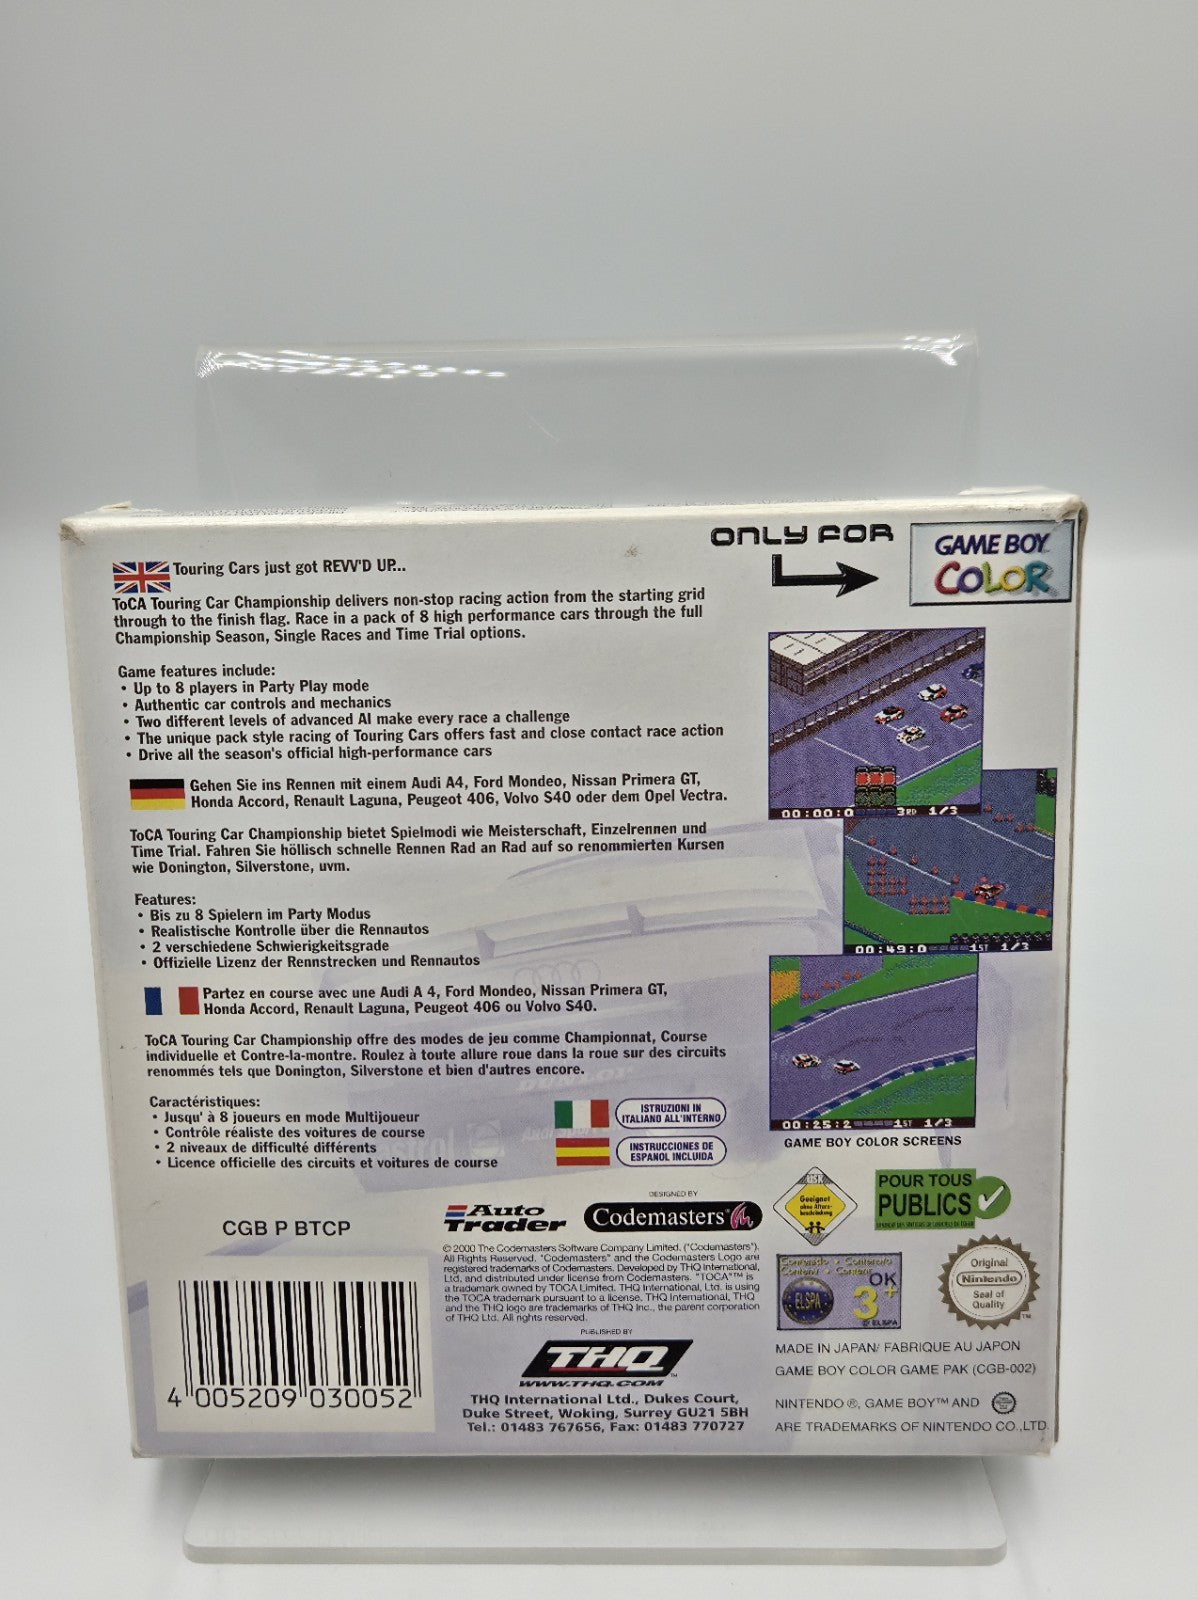 ONLY FOR
GAME BOY
COLOR
Touring Cars just got REVV'D UP...
ToCA Touring Car Championship delivers non-stop racing action from the starting grid
through to the finish flag. Race in a pack of 8 high performance cars through the full
Championship Season, Single Races and Time Trial options.
Game features include:
• Up to 8 players in Party Play mode
• Authentic car controls and mechanics
• Two different levels of advanced AI make every race a challenge
• The unique pack style racing of Touring Cars offers fast and close contact race action
• Drive all the season's official high-performance cars
Gehen Sie ins Rennen mit einem Audi A4, Ford Mondeo, Nissan Primera GT,
Honda Accord, Renault Laguna, Peugeot 406, Volvo S40 oder dem Opel Vectra.
ToCA Touring Car Championship bietet Spielmodi wie Meisterschaft, Einzelrennen und
Time Trial. Fahren Sie höllisch schnelle Rennen Rad an Rad auf so renommierten Kursen
wie Donington, Silverstone, uvm.
Features:
• Bis zu 8 Spielern im Party Modus
• Realistische Kontrolle über die Rennautos
• 2 verschiedene Schwierigkeitsgrade
• Offizielle Lizenz der Rennstrecken und Rennautos
Partez en course avec une Audi A 4, Ford Mondeo, Nissan Primera GT,
Honda Accord, Renault Laguna, Peugeot 406 ou Volvo S40.
ToCA Touring Car Championship offre des modes de jeu comme Championnat, Course
individuelle et Contre-la-montre. Roulez à toute allure roue dans la roue sur des circuits
renommés tels que Donington, Silverstone et bien d'autres encore.
Caractéristiques:
• Jusqu' à 8 joueurs en mode Multijoueur
• Contrôle réaliste des voitures de course
• 2 niveaux de difficulté différents
• Licence officielle des circuits et voitures de course
ISTRUZIONI IN
ITALIANO ALL'INTERNO
INSTRUCCIONES DE
ESPANOL INCLUIDA
00:00:0 3RD 1/3
00:49:0 1ST 1/3
00:25:2 1ST 1/3
GAME BOY COLOR SCREENS
CGB P BTCP
4 005209 030052
Auto
Trader
DESIGNED BY
Codemasters
© 2000 The Codemasters Software Company Limited. ("Codemasters").
All Rights Reserved. "Codemasters" and the Codemasters Logo are
registered trademarks of Codemasters. Developed by THQ International,
Ltd. and distributed under license from Codemasters. "TOCA"™ is
a trademark owned by TOCA Limited. THQ International, Ltd. is using
the TOCA trademark pursuant to a license. THQ International, THQ
and the THQ logo are trademarks of THQ Inc., the parent corporation
of THQ Ltd. All rights reserved.
PUBLISHED BY
THQ™
WWW.THQ.COM
THQ International Ltd., Dukes Court,
Duke Street, Woking, Surrey GU21 5BH
Tel.: 01483 767656, Fax: 01483 770727
USK
Geeignet
ohne Alters-
beschränkung
POUR TOUS
PUBLICS
Contenido • Contenuto
Content • Contenu
ELSPA
OK
3+
© ELSPA
Original
Nintendo
Seal of
Quality
TM
MADE IN JAPAN/ FABRIQUE AU JAPON
GAME BOY COLOR GAME PAK (CGB-002)
NINTENDO ®, GAME BOY™ AND
ARE TRADEMARKS OF NINTENDO CO.,LTD.